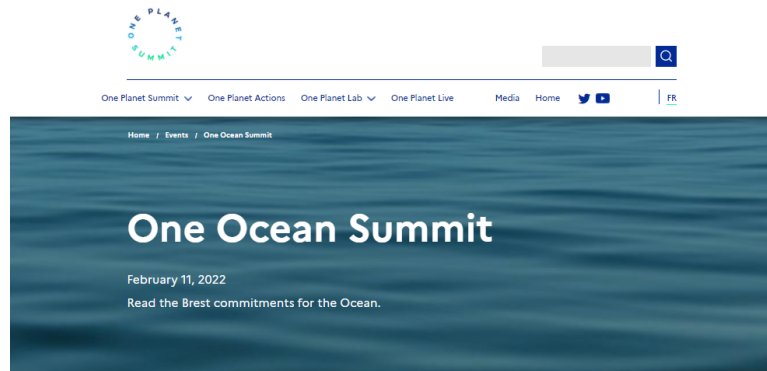 ONE PLANET SUMMIT
One Planet Summit
One Planet Actions
One Planet Lab
One Planet Live
Media
Home
FR
Home / Events / One Ocean Summit
One Ocean Summit
February 11, 2022
Read the Brest commitments for the Ocean.